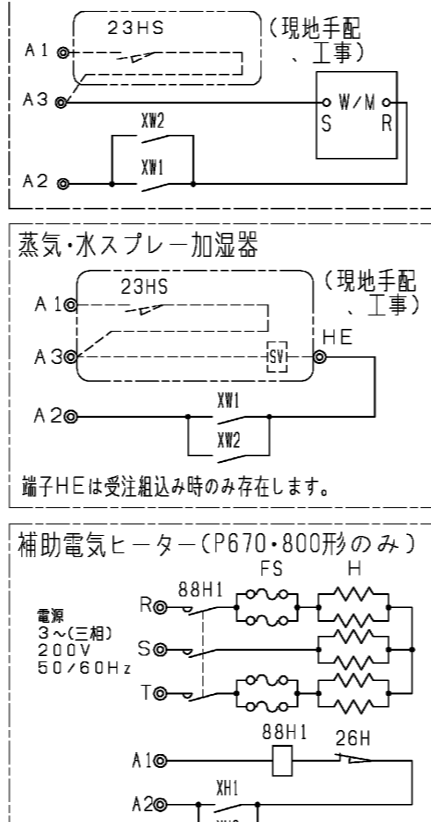 23HS
(現地手配
、工事)
A1
A3
W/M
S R
XW2
XW1
A2
蒸気・水スプレー加湿器
23HS
(現地手配
、工事)
A1
HE
A3
SV
A2
XW1
XW2
端子HEは受注組込み時のみ存在します。
補助電気ヒーター(P670・800形のみ)
FS H
88H1
電源
3～(三相)
200V
50/60Hz
R
S
T
88H1
26H
A1
XH1
A2